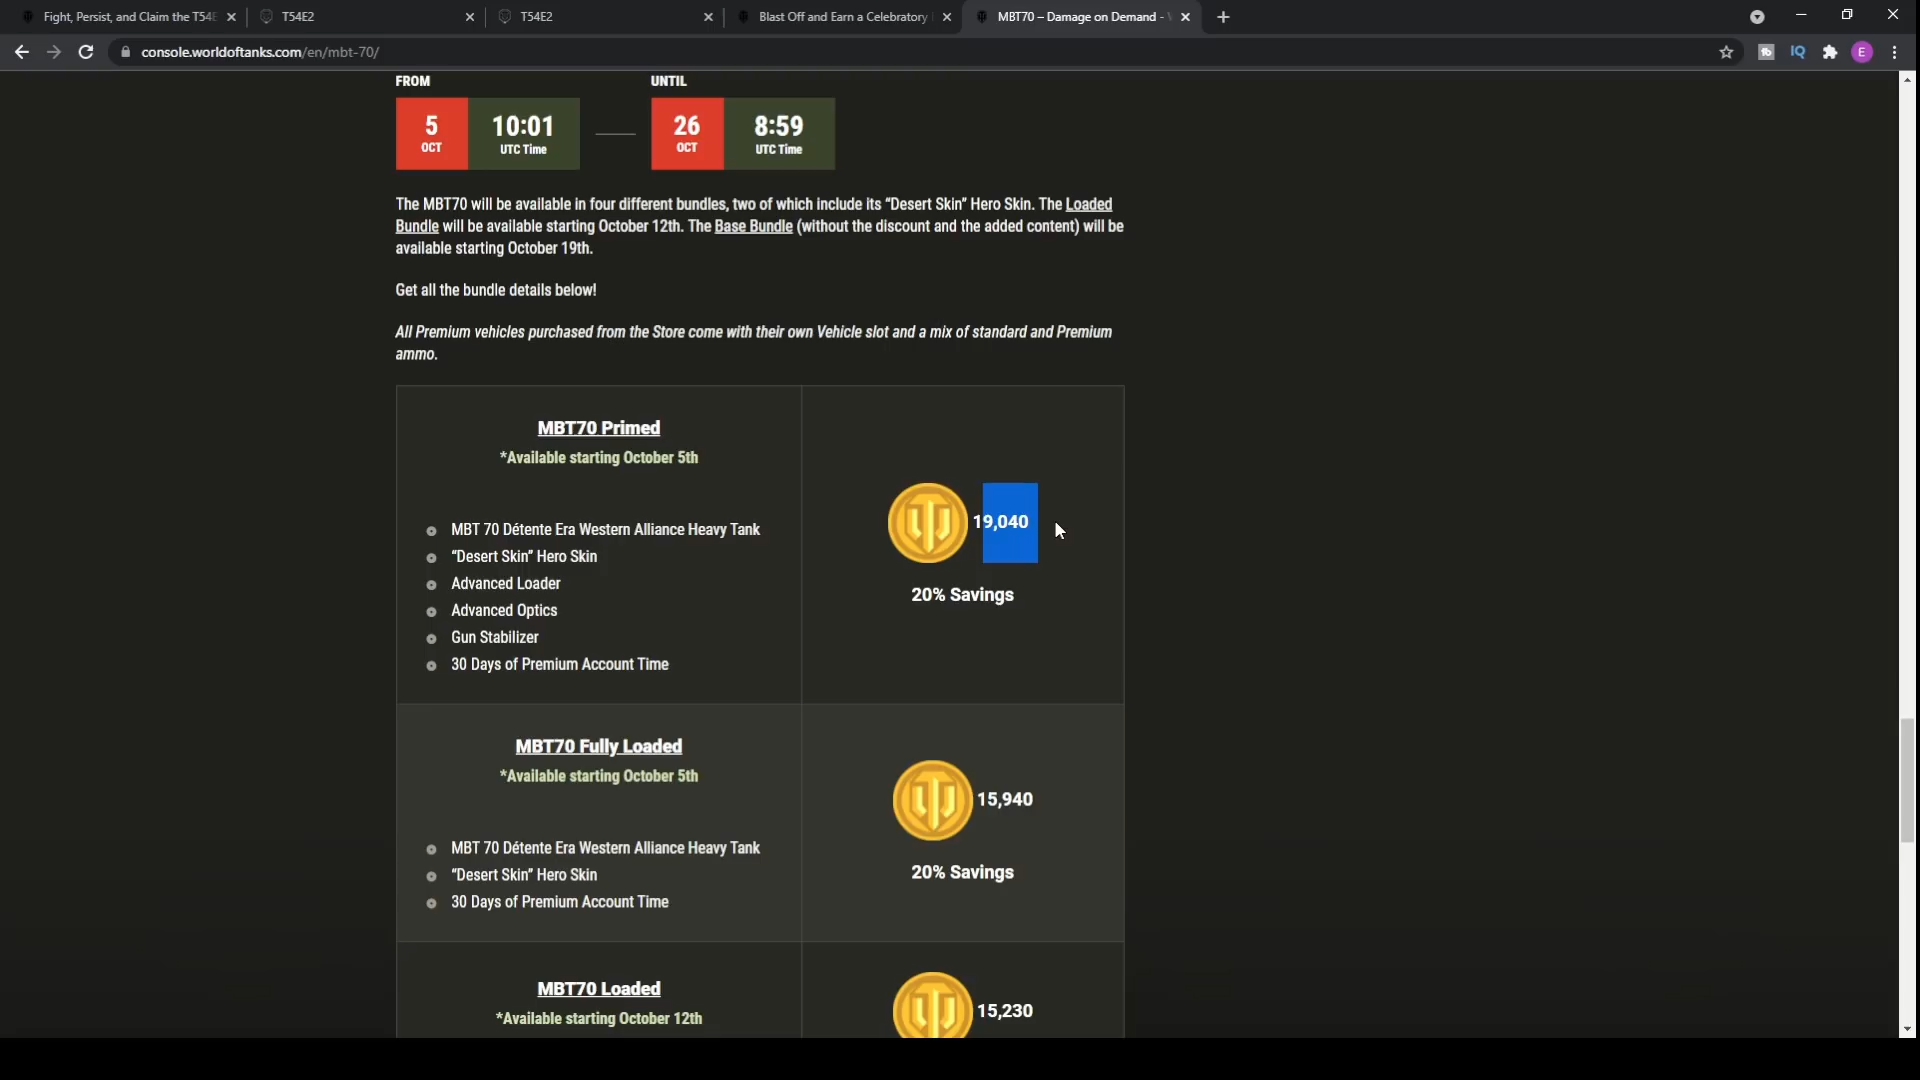 Fight, Persist, and Claim the T54E
T54E2
T54E2
Blast Off and Earn a Celebratory
MBT70 – Damage on Demand -
console.worldoftanks.com/en/mbt-70/
IQ
E
FROM
UNTIL
5
OCT
10:01
UTC Time
26
OCT
8:59
UTC Time
The MBT70 will be available in four different bundles, two of which include its “Desert Skin” Hero Skin. The Loaded
Bundle will be available starting October 12th. The Base Bundle (without the discount and the added content) will be
available starting October 19th.
Get all the bundle details below!
All Premium vehicles purchased from the Store come with their own Vehicle slot and a mix of standard and Premium
ammo.
MBT70 Primed
*Available starting October 5th
MBT 70 Détente Era Western Alliance Heavy Tank
“Desert Skin” Hero Skin
Advanced Loader
Advanced Optics
Gun Stabilizer
30 Days of Premium Account Time
19,040
20% Savings
MBT70 Fully Loaded
*Available starting October 5th
MBT 70 Détente Era Western Alliance Heavy Tank
“Desert Skin” Hero Skin
30 Days of Premium Account Time
15,940
20% Savings
MBT70 Loaded
*Available starting October 12th
15,230